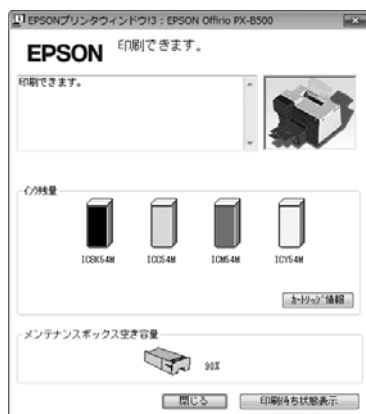 EPSONプリンタウィンドウ!3 : EPSON Offirio PX-B500
EPSON
印刷できます。
印刷できます。
インク残量
ICBK54M ICC54M ICM54M ICY54M
カートリッジ情報
メンテナンスボックス空き容量
90%
閉じる 印刷待ち状態表示